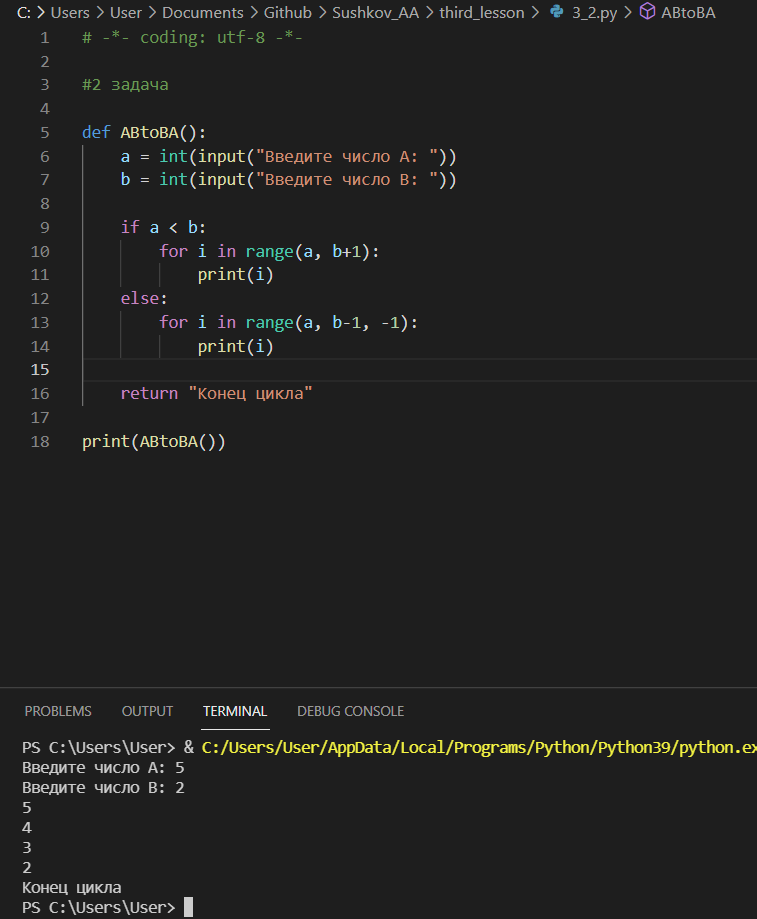 C: > Users > User > Documents > Github > Sushkov_AA > third_lesson > 3_2.py > ABtoBA
1 # -*- coding: utf-8 -*-
2
3 #2 задача
4
5 def ABtoBA():
6     a = int(input("Введите число A: "))
7     b = int(input("Введите число B: "))
8
9     if a < b:
10         for i in range(a, b+1):
11             print(i)
12     else:
13         for i in range(a, b-1, -1):
14             print(i)
15
16     return "Конец цикла"
17
18 print(ABtoBA())
PROBLEMS OUTPUT TERMINAL DEBUG CONSOLE
PS C:\Users\User> & C:/Users/User/AppData/Local/Programs/Python/Python39/python.ex
Введите число A: 5
Введите число B: 2
5
4
3
2
Конец цикла
PS C:\Users\User>